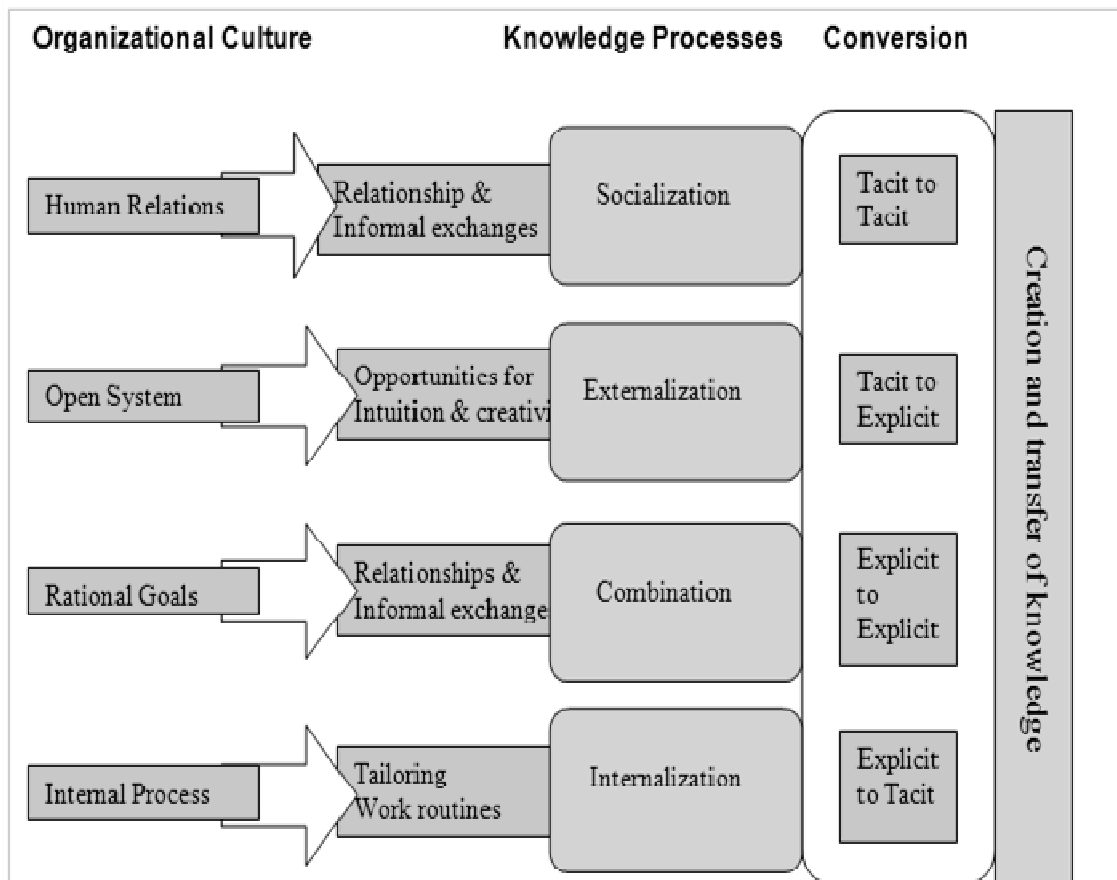 Organizational Culture
Knowledge Processes
Conversion
Human Relations
Relationship &
Informal exchanges
Socialization
Tacit to
Tacit
Open System
Opportunities for
Intuition & creativi
Externalization
Tacit to
Explicit
Rational Goals
Relationships &
Informal exchange
Combination
Explicit
to
Explicit
Internal Process
Tailoring
Work routines
Internalization
Explicit
to Tacit
Creation and transfer of knowledge